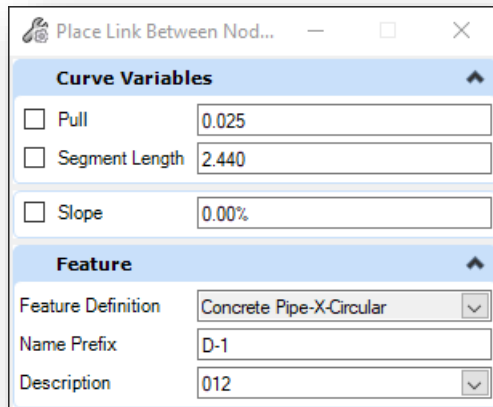 Place Link Between Nod...
Curve Variables
Pull 0.025
Segment Length 2.440
Slope 0.00%
Feature
Feature Definition Concrete Pipe-X-Circular
Name Prefix D-1
Description 012